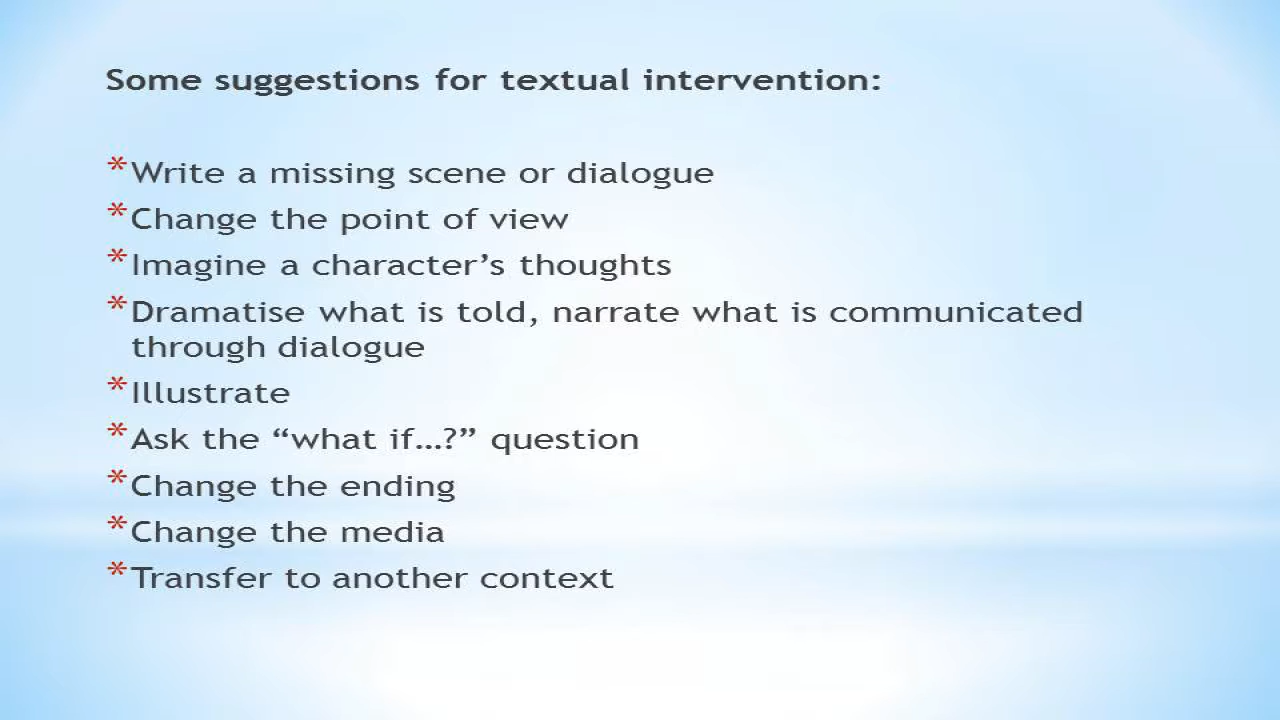 Some suggestions for textual intervention:
*Write a missing scene or dialogue
*Change the point of view
*Imagine a character’s thoughts
*Dramatise what is told, narrate what is communicated
through dialogue
*Illustrate
*Ask the “what if…?” question
*Change the ending
*Change the media
*Transfer to another context